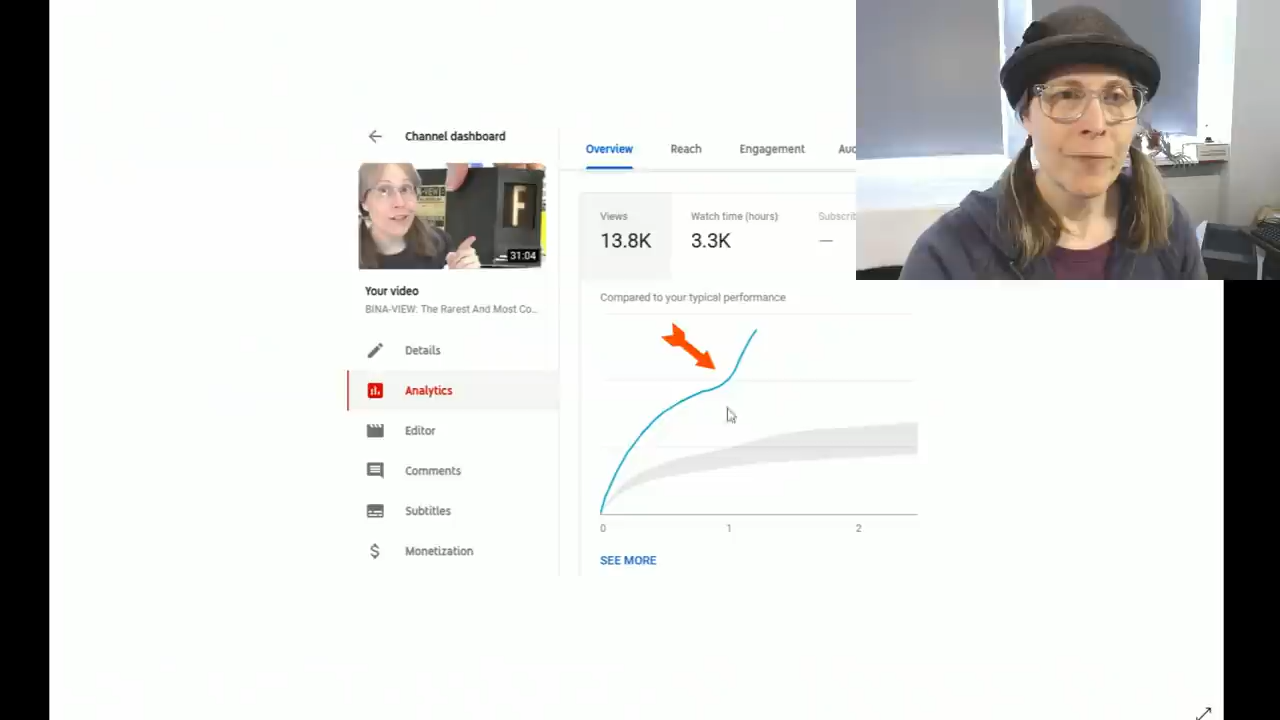 Channel dashboard
31:04
Your video
BINA-VIEW: The Rarest And Most Co...
Details
Analytics
Editor
Comments
Subtitles
Monetization
Overview Reach Engagement Au
Views Watch time (hours) Subscrib
13.8K 3.3K —
Compared to your typical performance
0 1 2
SEE MORE
F